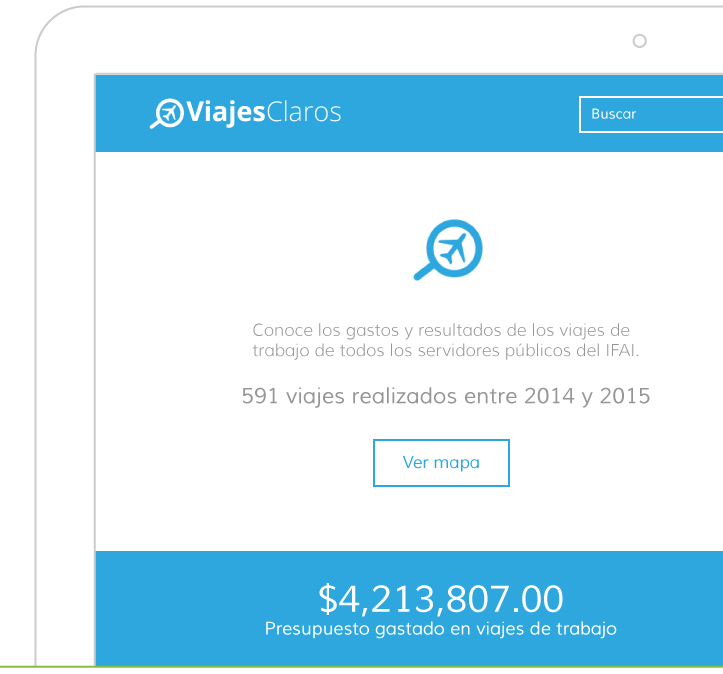 ViajesClaros
Buscar
Conoce los gastos y resultados de los viajes de
trabajo de todos los servidores públicos del IFAI.
591 viajes realizados entre 2014 y 2015
Ver mapa
$4,213,807.00
Presupuesto gastado en viajes de trabajo